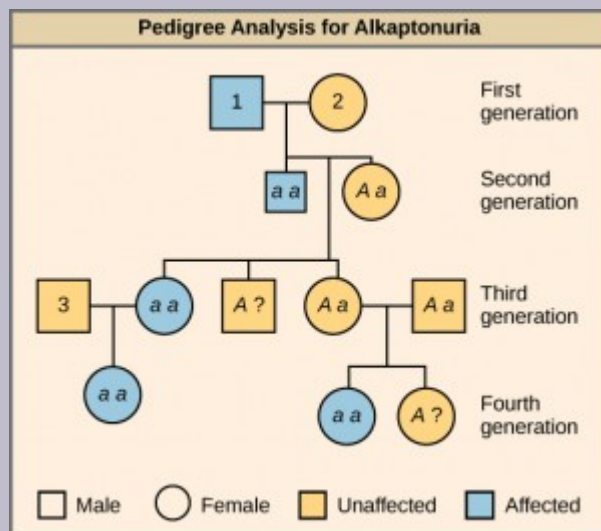 Pedigree Analysis for Alkaptonuria
1 2 First
generation
a a A a Second
generation
3 a a A ? A a A a Third
generation
a a a a A ? Fourth
generation
Male Female Unaffected Affected